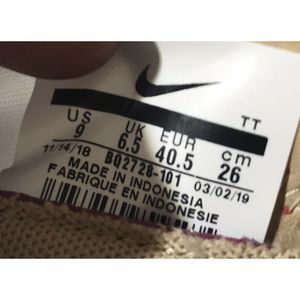 TT
US UK EUR cm
9 6.5 40.5 26
11/14/18 BQ2728-101 03/02/19
MADE IN INDONESIA
FABRIQUE EN INDONESIE